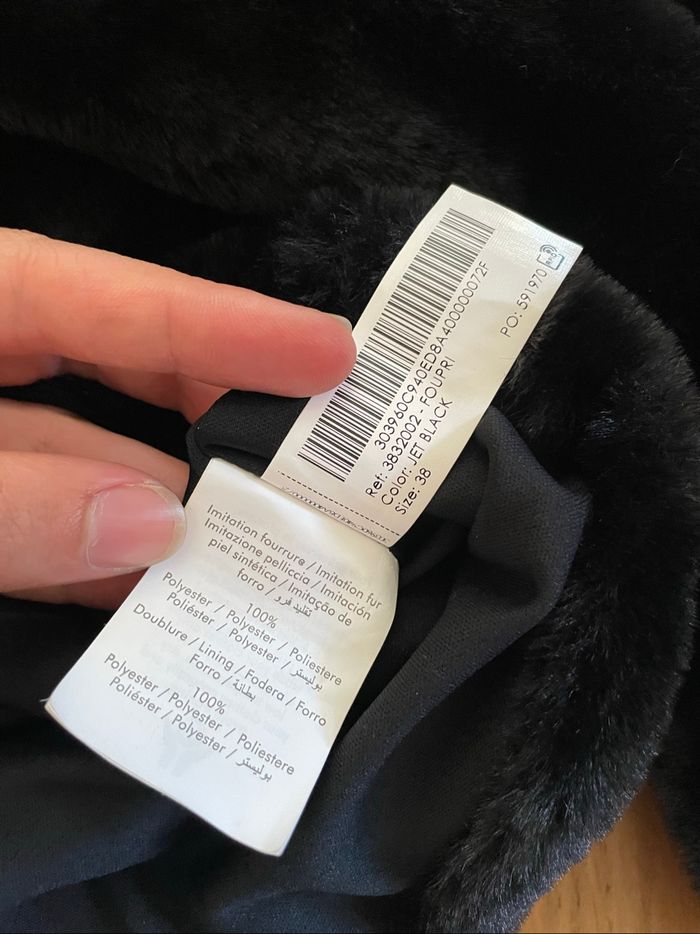 RFID
PO: 591970
303960C940ED8A400000072F
Ref: 3832002 - FOUPRI
Color: JET BLACK
Size: 38
Imitation fourrure / Imitation fur
Imitazione pelliccia / Imitación
piel sintética / Imitação de
forro / تقليد فرو
100%
Polyester / Polyester / Poliestere
Poliéster / Polyester / بوليستر
Doublure / Lining / Fodera / Forro
Forro / بطانة
100%
Polyester / Polyester / Poliestere
Poliéster / Polyester / بوليستر